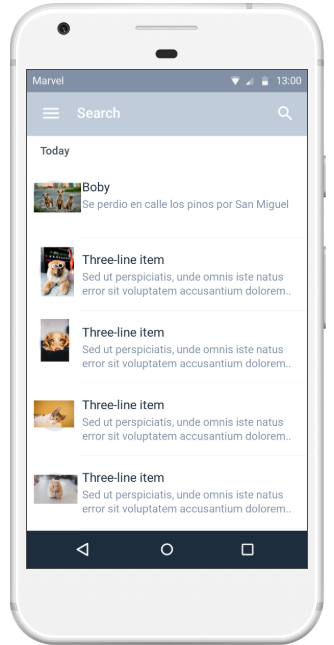 Marvel
13:00
Search
Today
Boby
Se perdio en calle los pinos por San Miguel
Three-line item
Sed ut perspiciatis, unde omnis iste natus
error sit voluptatem accusantium dolorem..
Three-line item
Sed ut perspiciatis, unde omnis iste natus
error sit voluptatem accusantium dolorem..
Three-line item
Sed ut perspiciatis, unde omnis iste natus
error sit voluptatem accusantium dolorem..
Three-line item
Sed ut perspiciatis, unde omnis iste natus
error sit voluptatem accusantium dolorem..